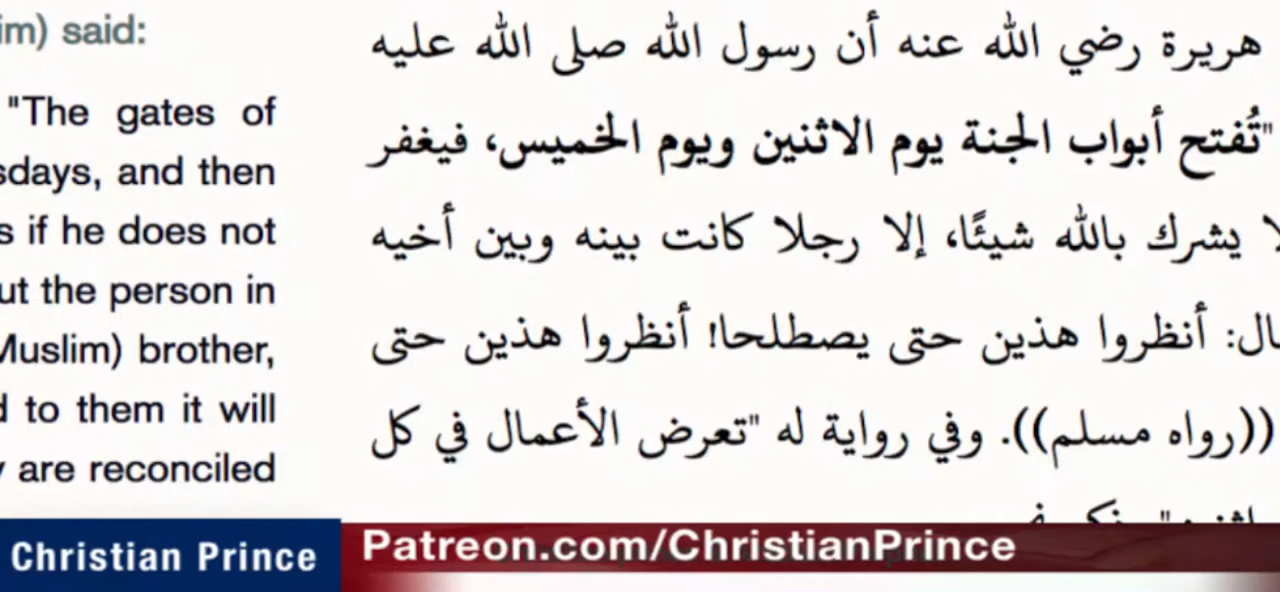 im) said:
"The gates of
sdays, and then
s if he does not
ut the person in
Muslim) brother,
d to them it will
y are reconciled
هريرة رضي الله عنه أن رسول الله صلى الله عليه
"تُفتح أبواب الجنة يوم الاثنين ويوم الخميس، فيغفر
لا يشرك بالله شيئًا، إلا رجلا كانت بينه وبين أخيه
ال: أنظروا هذين حتى يصطلحا! أنظروا هذين حتى
((رواه مسلم)). وفي رواية له "تعرض الأعمال في كل
Christian Prince
Patreon.com/ChristianPrince